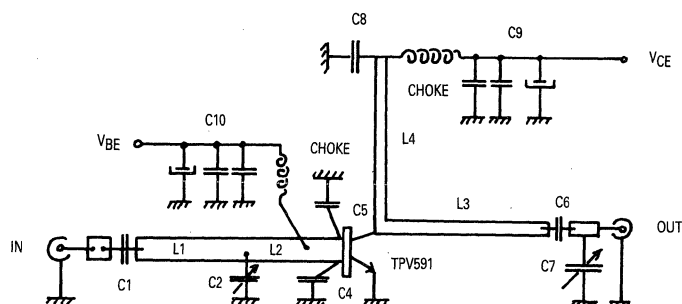 C8
C9
VCE
CHOKE
C10
VBE
CHOKE
L4
C5
L3
C6
IN
L1
L2
TPV591
OUT
C1
C2
C4
C7